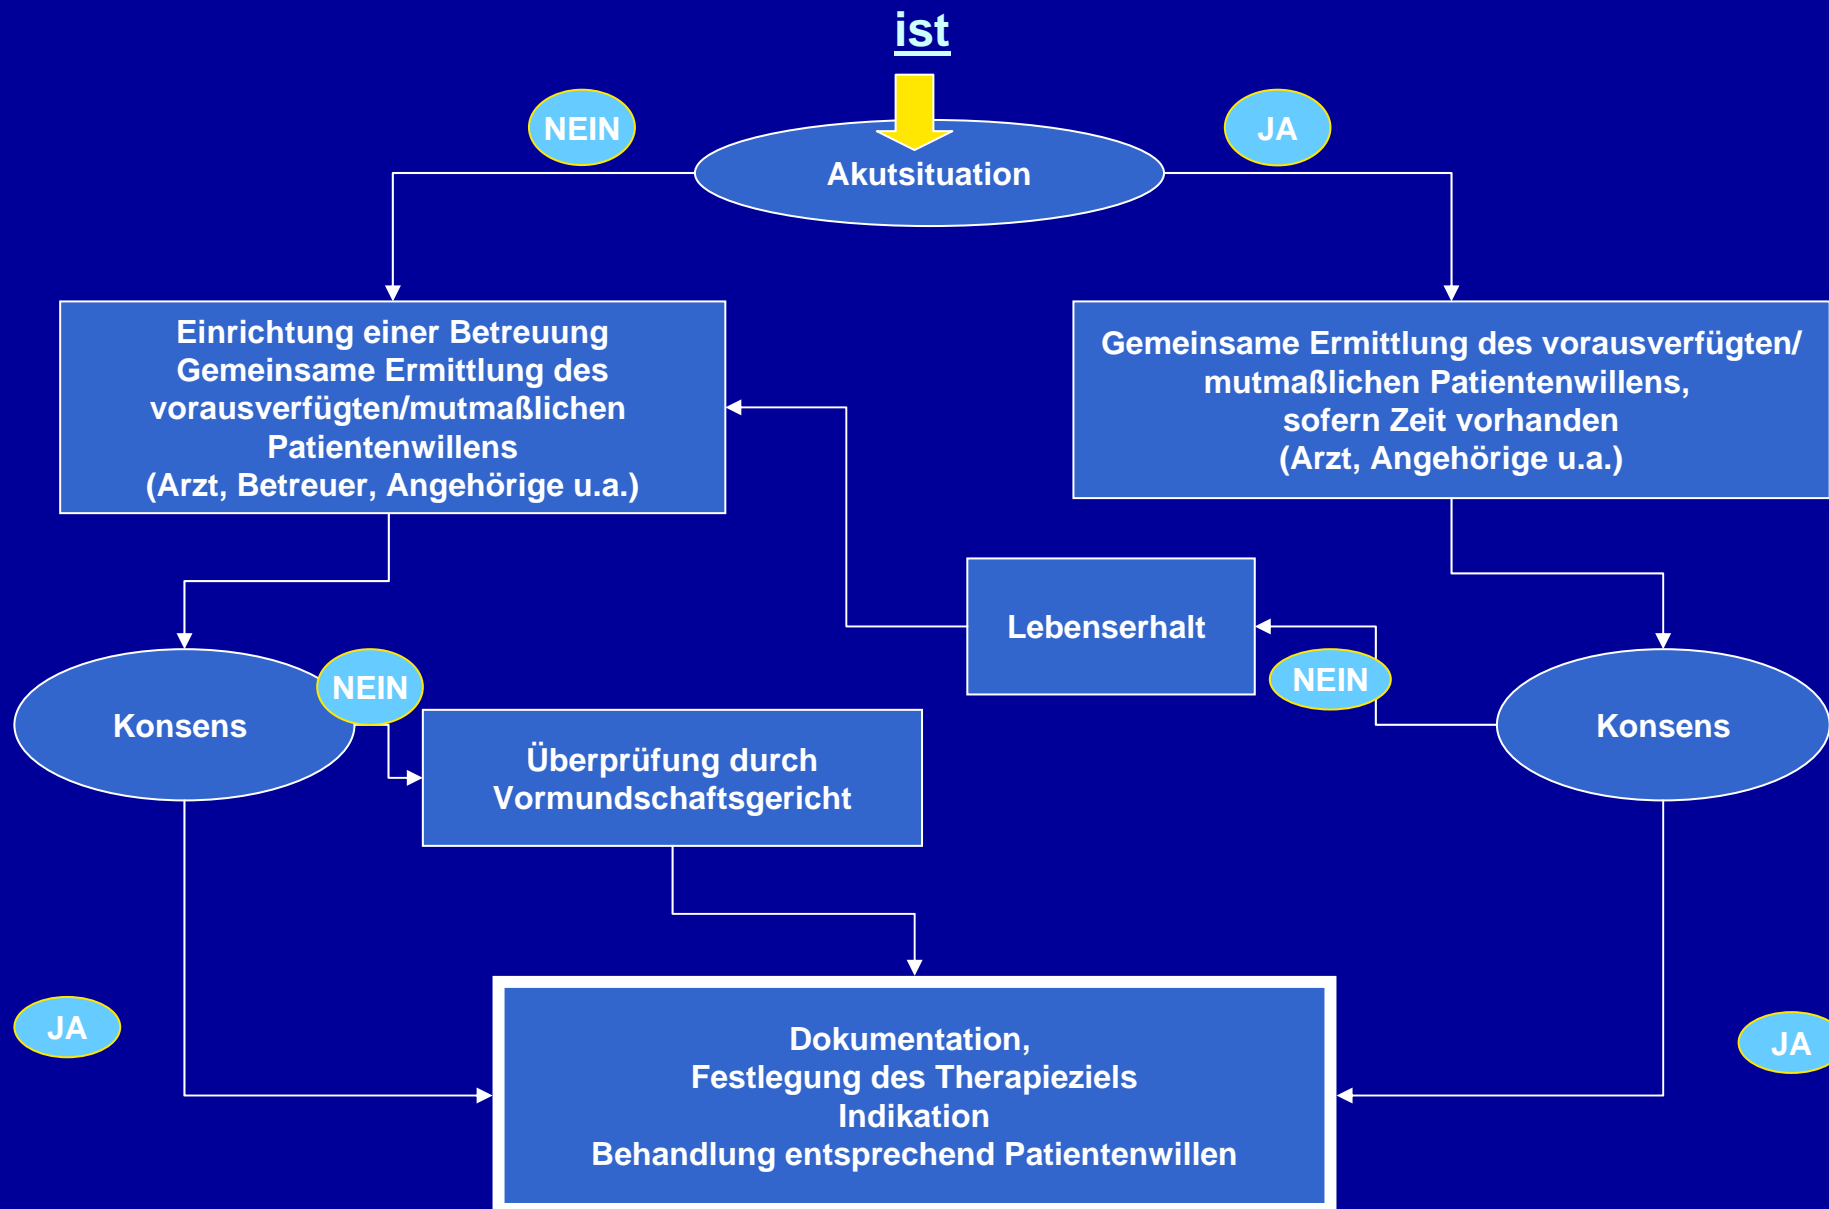 ist
NEIN
JA
Akutsituation
Einrichtung einer Betreuung
Gemeinsame Ermittlung des
vorausverfügten/mutmaßlichen
Patientenwillens
(Arzt, Betreuer, Angehörige u.a.)
Gemeinsame Ermittlung des vorausverfügten/
mutmaßlichen Patientenwillens,
sofern Zeit vorhanden
(Arzt, Angehörige u.a.)
Lebenserhalt
NEIN
NEIN
Konsens
Konsens
Überprüfung durch
Vormundschaftsgericht
JA
JA
Dokumentation,
Festlegung des Therapieziels
Indikation
Behandlung entsprechend Patientenwillen